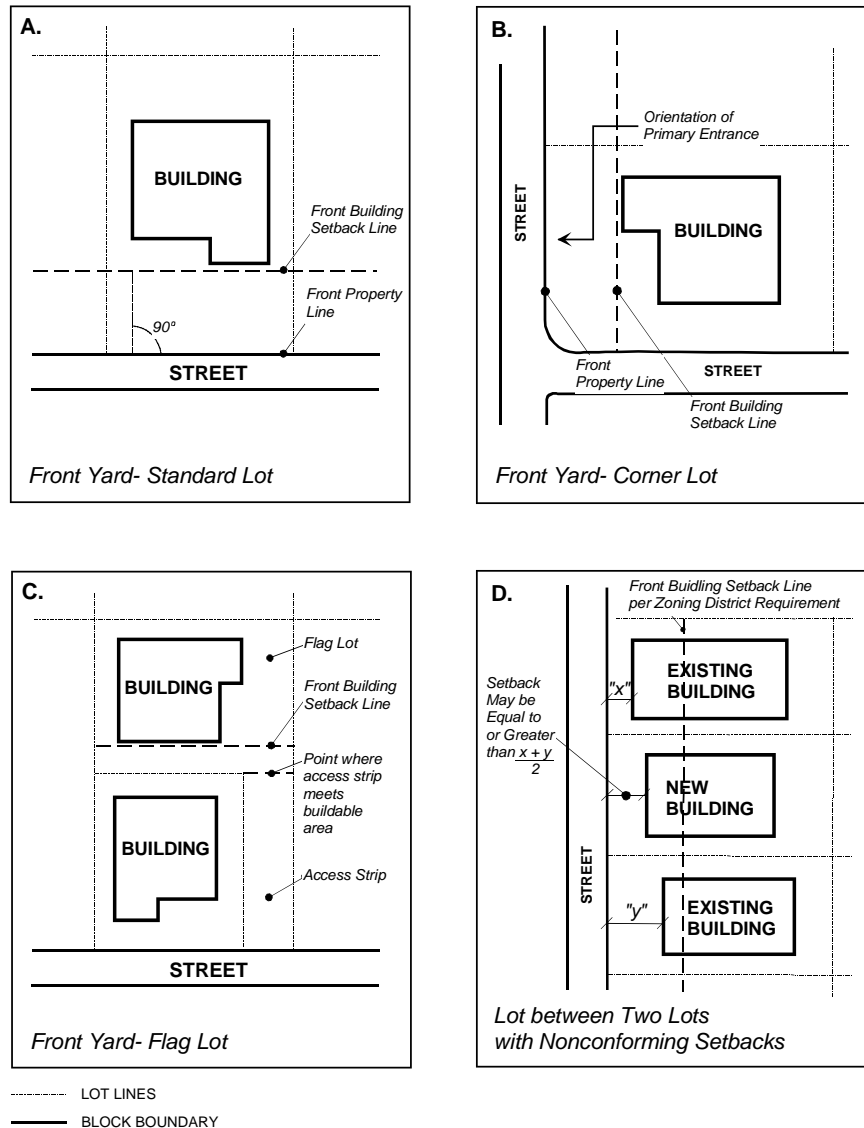 A.
BUILDING
Front Building
Setback Line
Front Property
Line
90º
STREET
Front Yard- Standard Lot
B.
Orientation of
Primary Entrance
STREET
BUILDING
Front
Property Line
STREET
Front Building
Setback Line
Front Yard- Corner Lot
C.
Flag Lot
BUILDING
Front Building
Setback Line
Point where
access strip
meets
buildable
area
BUILDING
Access Strip
STREET
Front Yard- Flag Lot
D.
Front Buidling Setback Line
per Zoning District Requirement
EXISTING
BUILDING
"x"
Setback
May be
Equal to
or Greater
than x + y
2
NEW
BUILDING
STREET
"y"
EXISTING
BUILDING
Lot between Two Lots
with Nonconforming Setbacks
LOT LINES
BLOCK BOUNDARY